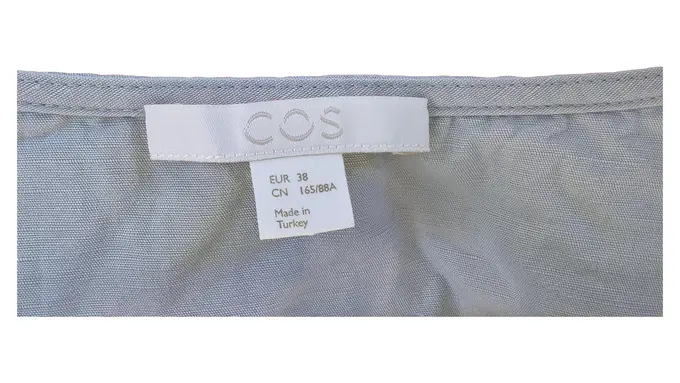 COS
EUR 38
CN 165/88A
Made in
Turkey